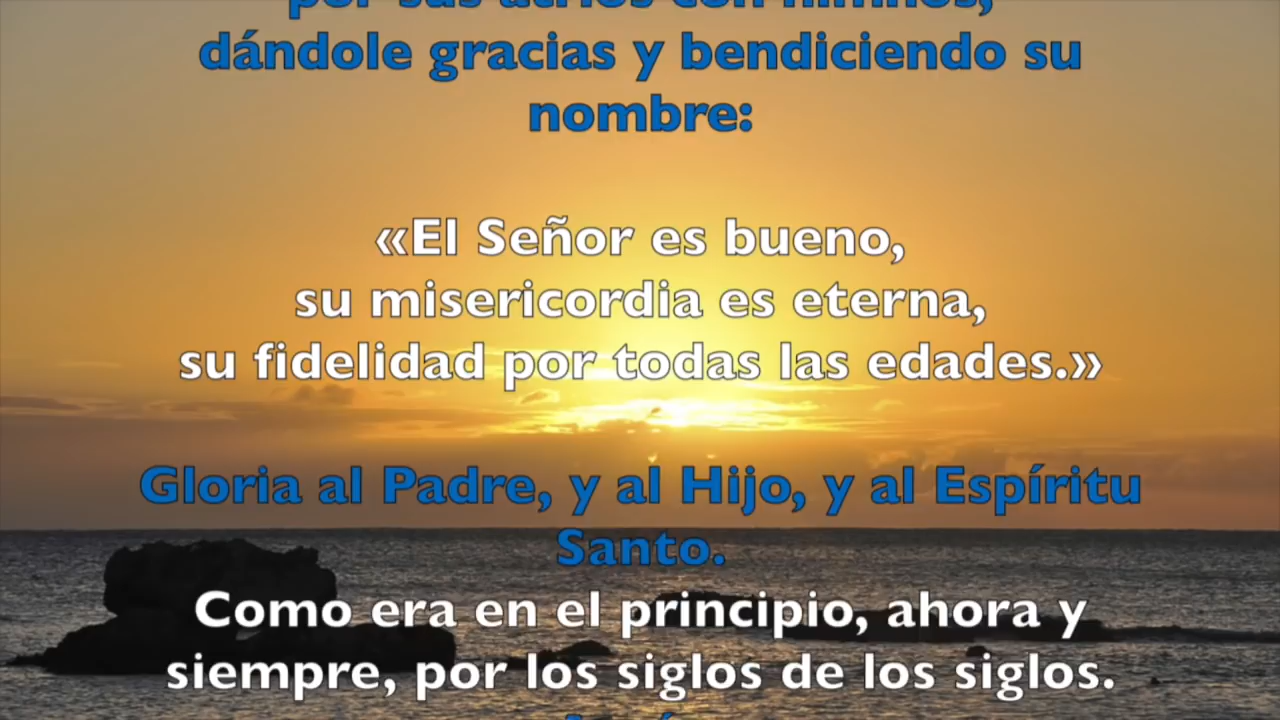 por sus atrios con himnos,
dándole gracias y bendiciendo su
nombre:
«El Señor es bueno,
su misericordia es eterna,
su fidelidad por todas las edades.»
Gloria al Padre, y al Hijo, y al Espíritu
Santo.
Como era en el principio, ahora y
siempre, por los siglos de los siglos.